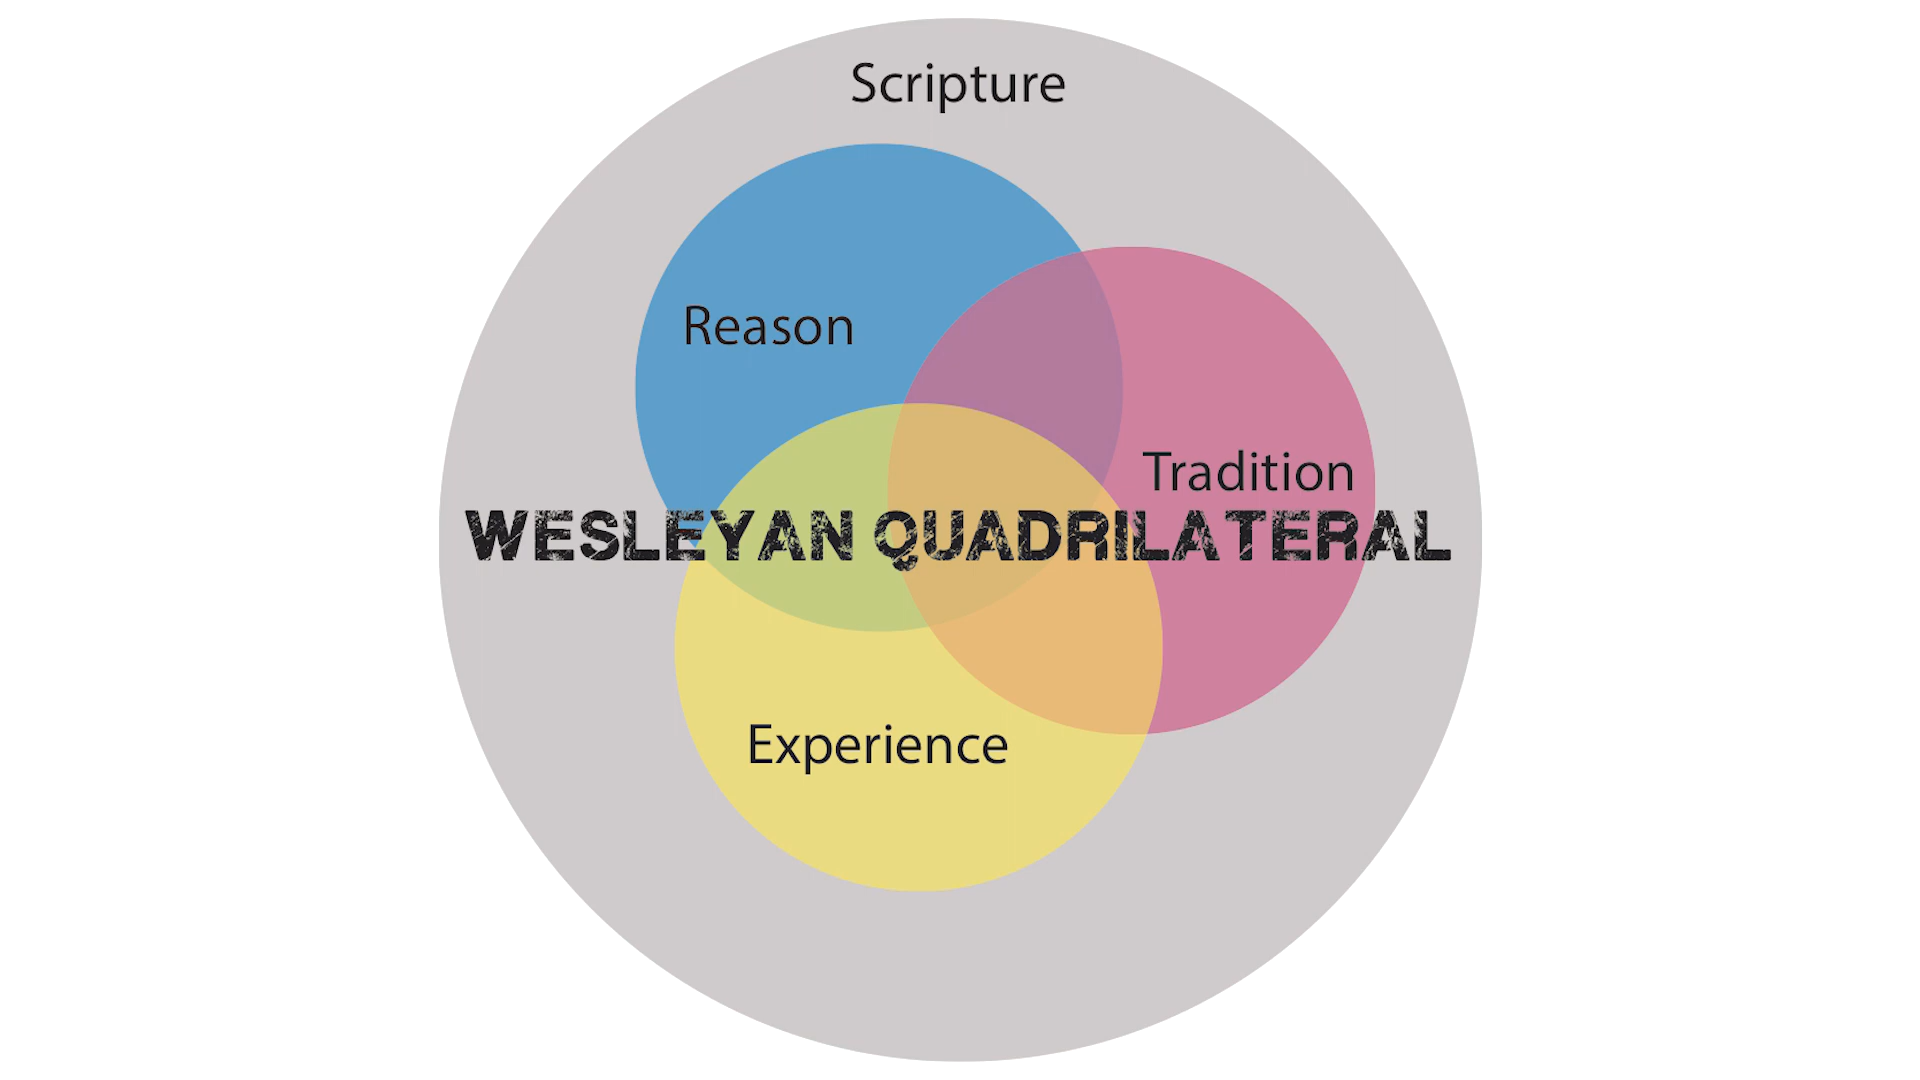 Scripture
Reason
Tradition
WESLEYAN QUADRILATERAL
Experience